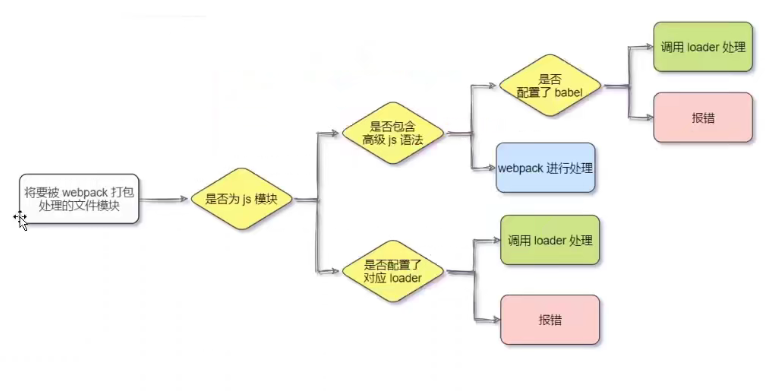 将要被 webpack 打包
处理的文件模块
是否为 js 模块
是否包含
高级 js 语法
是否
配置了 babel
调用 loader 处理
报错
webpack 进行处理
是否配置了
对应 loader
调用 loader 处理
报错